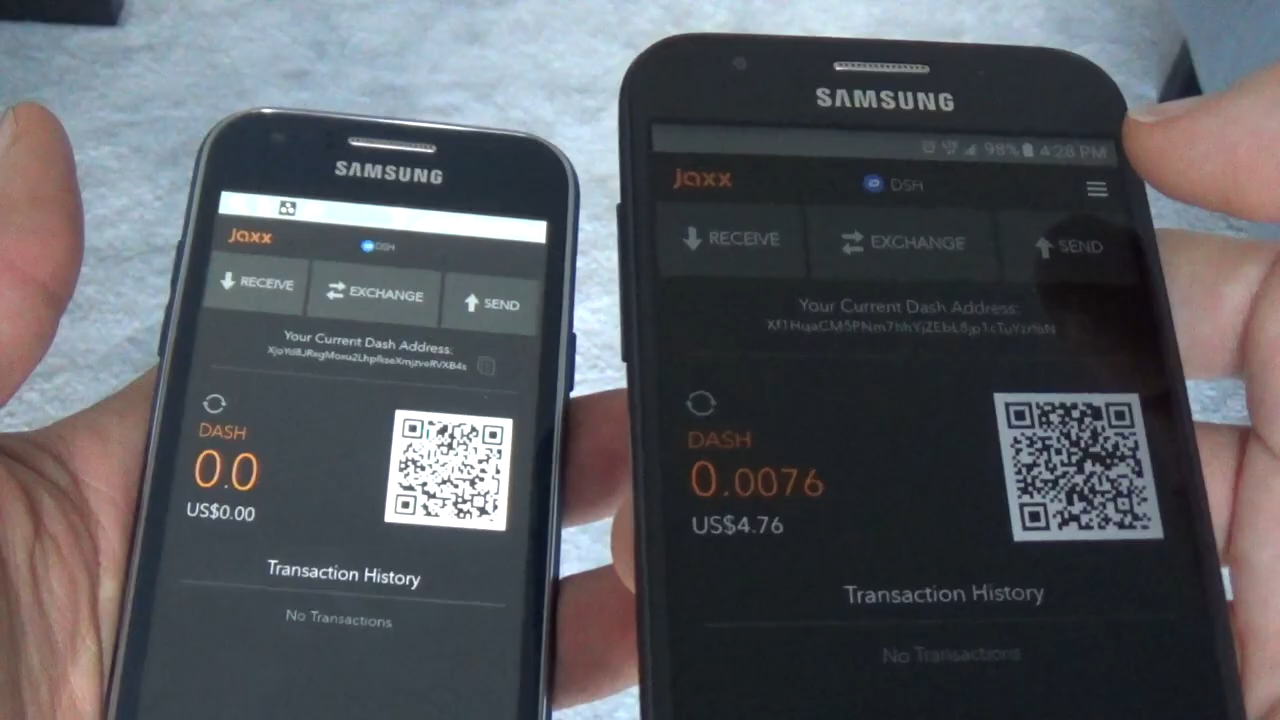 SAMSUNG
jaxx
DSH
RECEIVE
EXCHANGE
SEND
Your Current Dash Address:
DASH
0.0
US$0.00
Transaction History
No Transactions
SAMSUNG
98% 4:28 PM
jaxx
DSH
RECEIVE
EXCHANGE
SEND
Your Current Dash Address:
DASH
0.0076
US$4.76
Transaction History
No Transactions